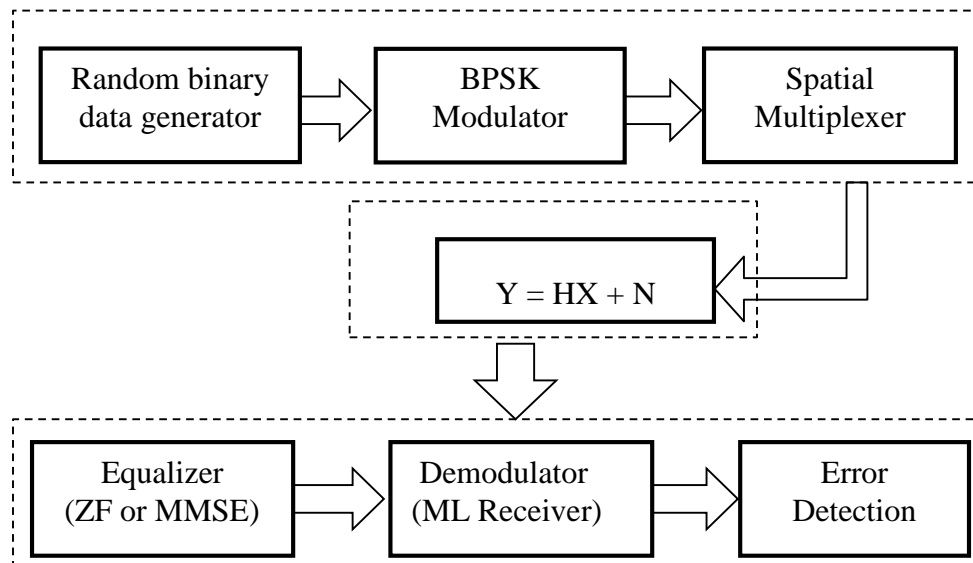 Random binary
data generator
BPSK
Modulator
Spatial
Multiplexer
Y = HX + N
Equalizer
(ZF or MMSE)
Demodulator
(ML Receiver)
Error
Detection